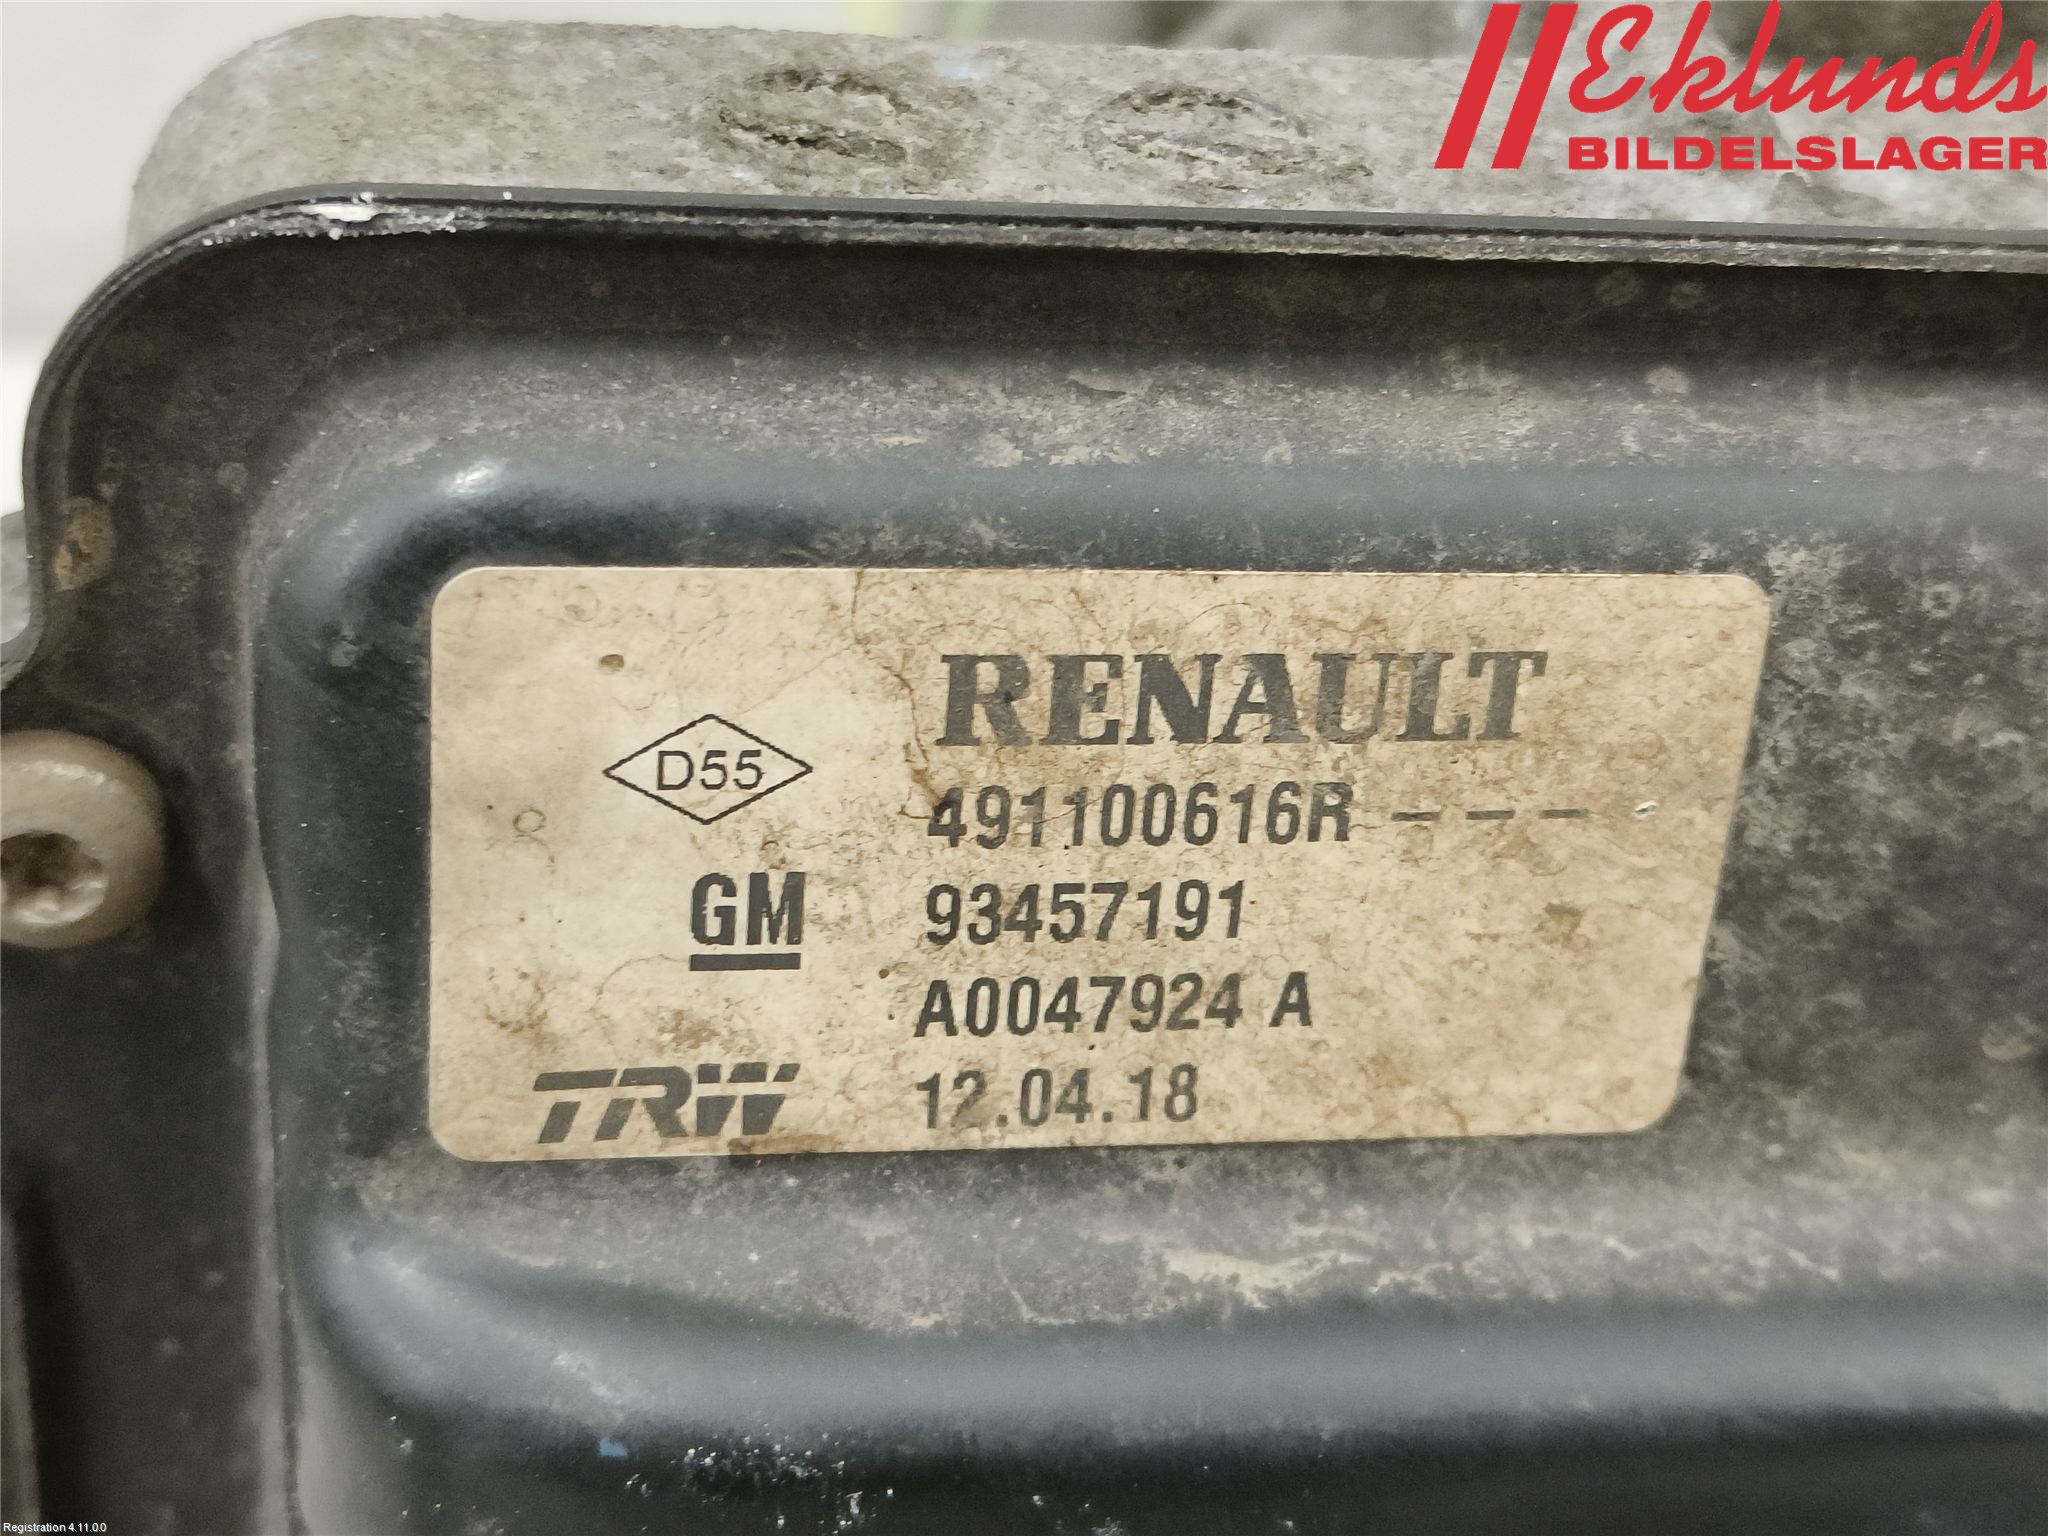 Eklunds
BILDELSLAGER
RENAULT
D55
491100616R - - -
GM 93457191
A0047924 A
TRW 12.04.18
Registration 4.11.0.0